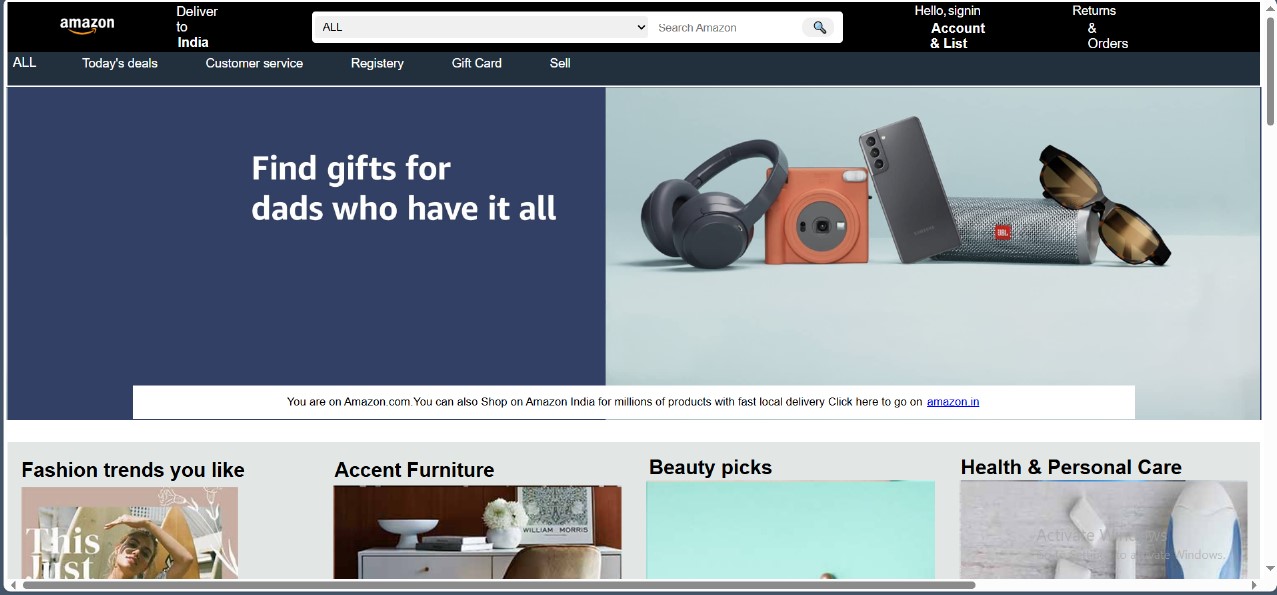 amazon
Deliver
to
India
ALL
Search Amazon
Hello, signin
Account
& List
Returns
&
Orders
ALL
Today's deals
Customer service
Registery
Gift Card
Sell
Find gifts for
dads who have it all
SAMSUNG
JBL
You are on Amazon.com.You can also Shop on Amazon India for millions of products with fast local delivery Click here to go on amazon.in
Fashion trends you like
Accent Furniture
Beauty picks
Health & Personal Care
This
Just
WILLIAM MORRIS
Activate Windows
to activate Windows.